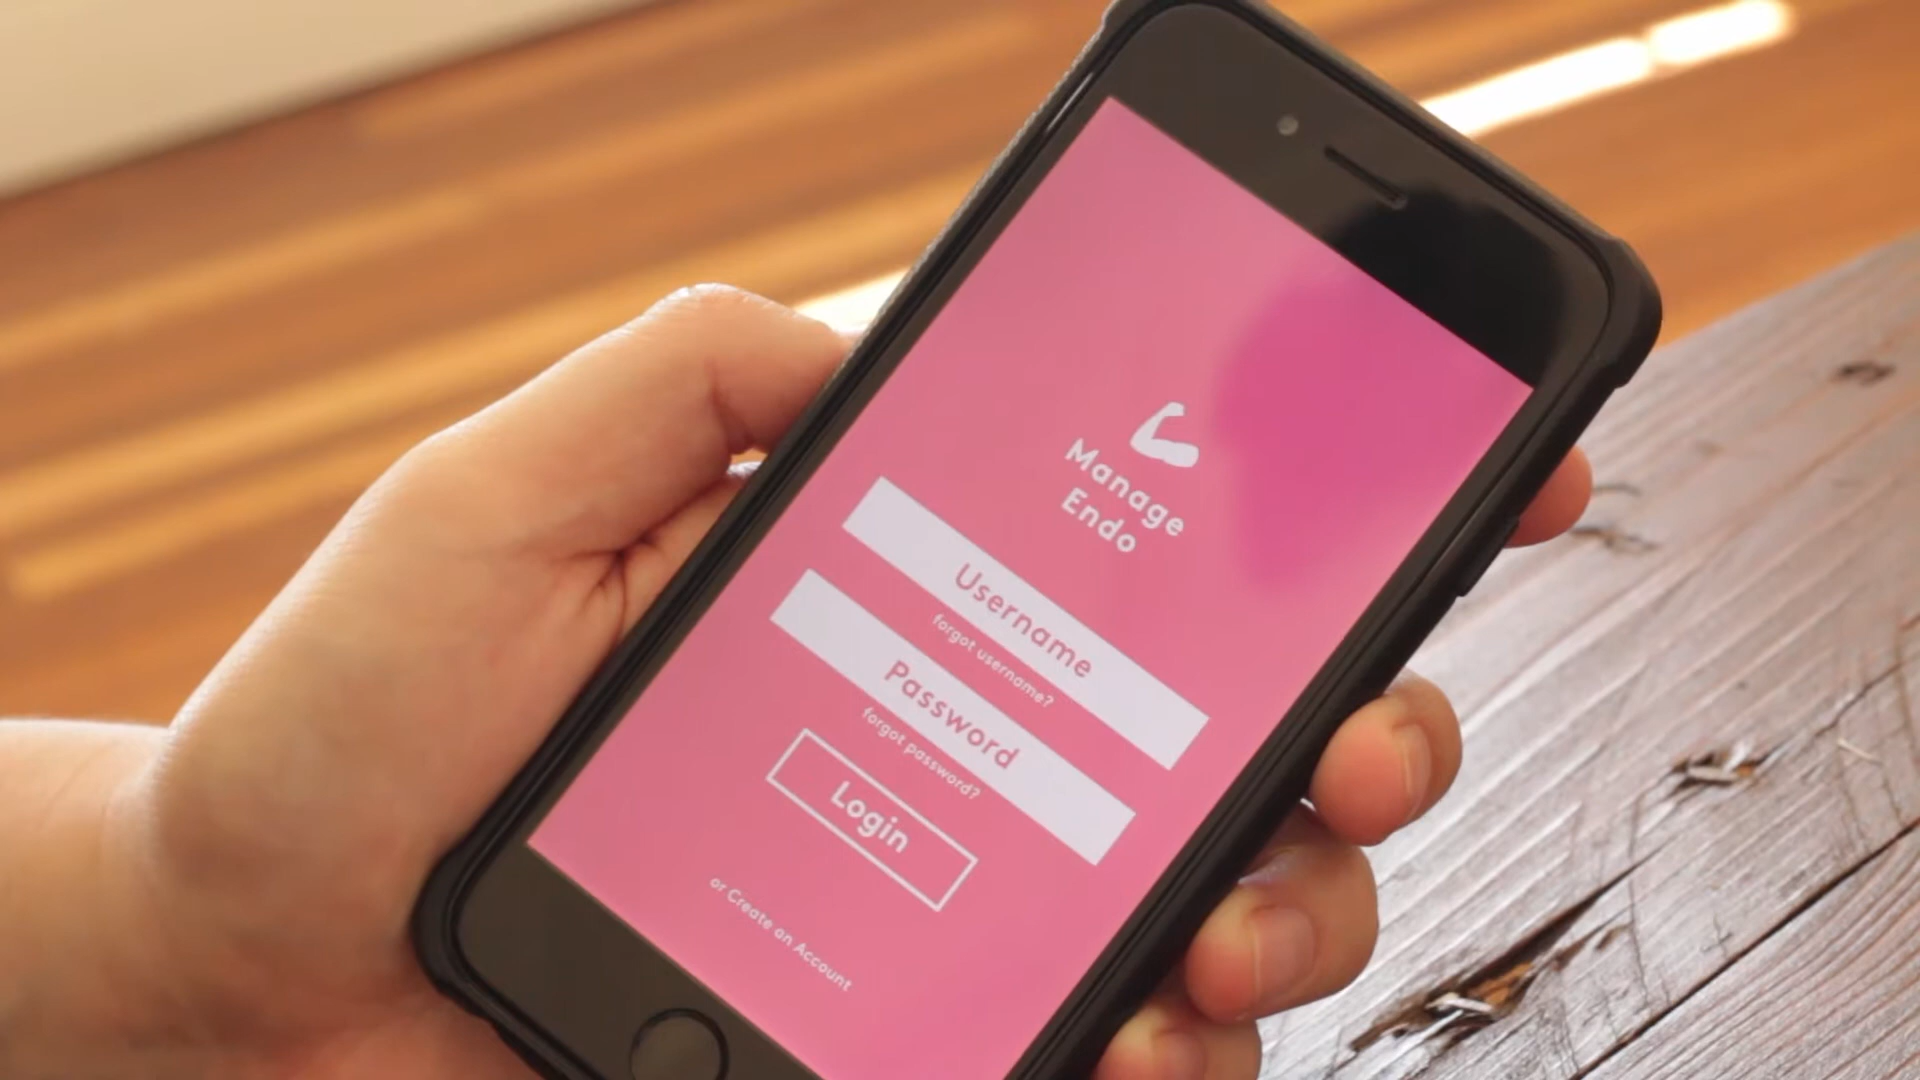 Manage
Endo
Username
forgot username?
Password
forgot password?
Login
or Create an Account